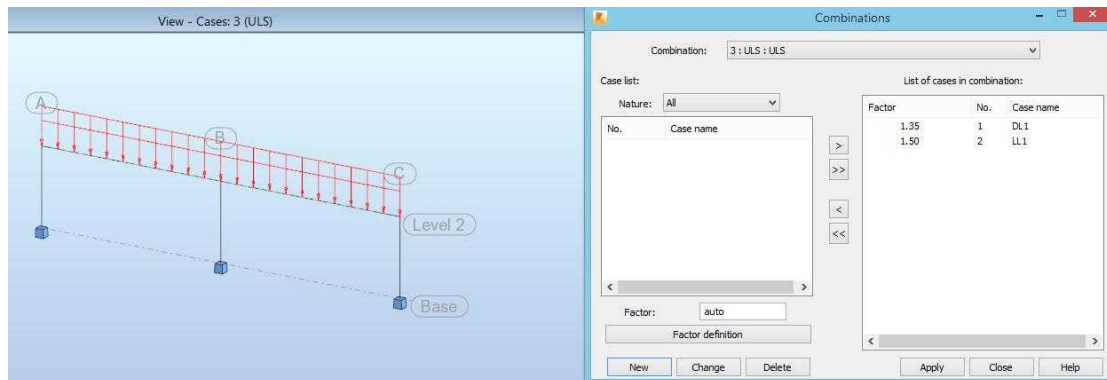 View - Cases: 3 (ULS)
A
B
C
Level 2
Base
Combinations
Combination: 3 : ULS : ULS
Case list:
Nature: All
No. Case name
>
>>
<
<<
Factor: auto
Factor definition
New Change Delete
List of cases in combination:
Factor No. Case name
1.35 1 DL1
1.50 2 LL1
Apply Close Help